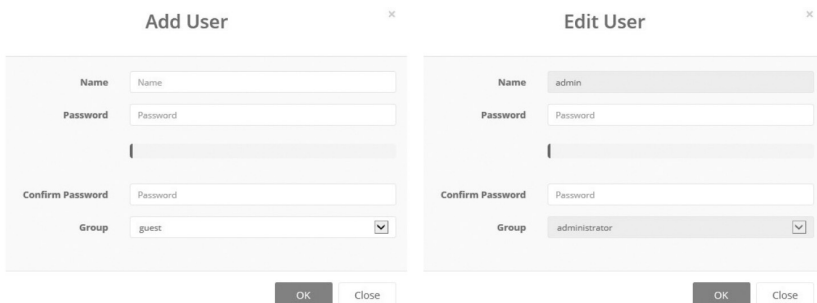 Add User
×
Name Name
Password Password
Confirm Password Password
Group guest
OK Close
Edit User
×
Name admin
Password Password
Confirm Password Password
Group administrator
OK Close